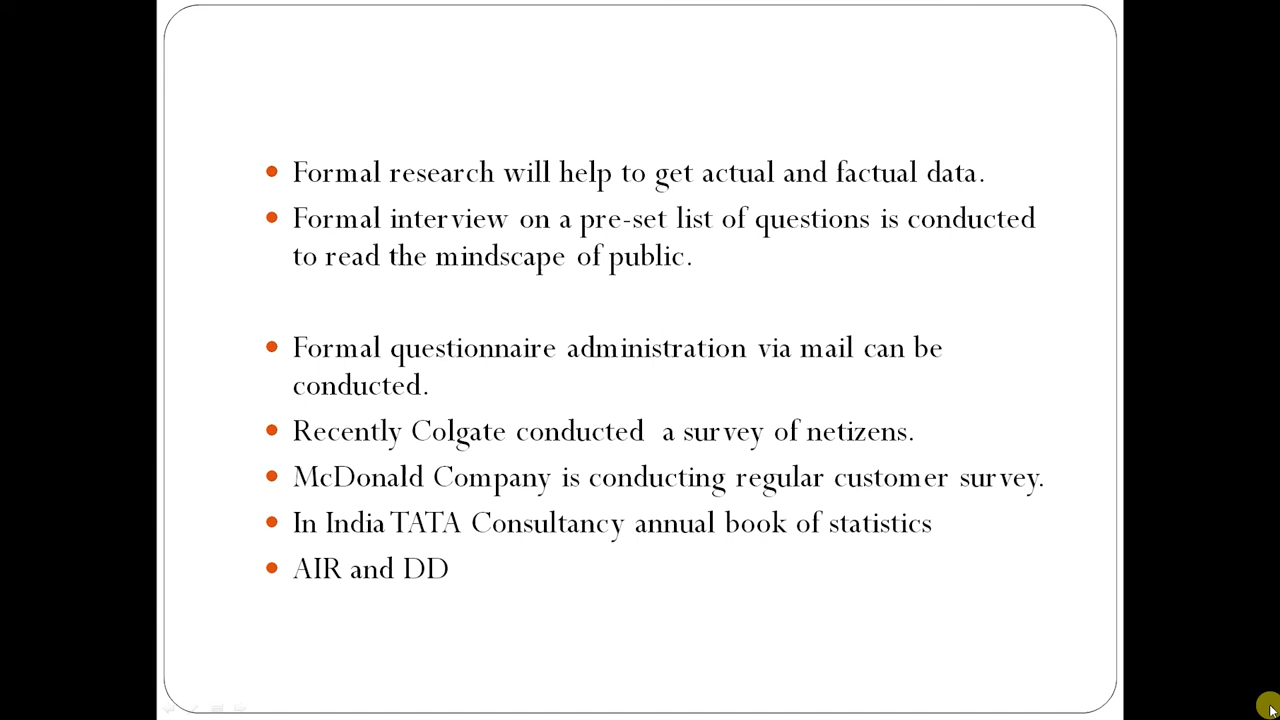 Formal research will help to get actual and factual data.
Formal interview on a pre-set list of questions is conducted
to read the mindscape of public.
Formal questionnaire administration via mail can be
conducted.
Recently Colgate conducted  a survey of netizens.
McDonald Company is conducting regular customer survey.
In India TATA Consultancy annual book of statistics
AIR and DD